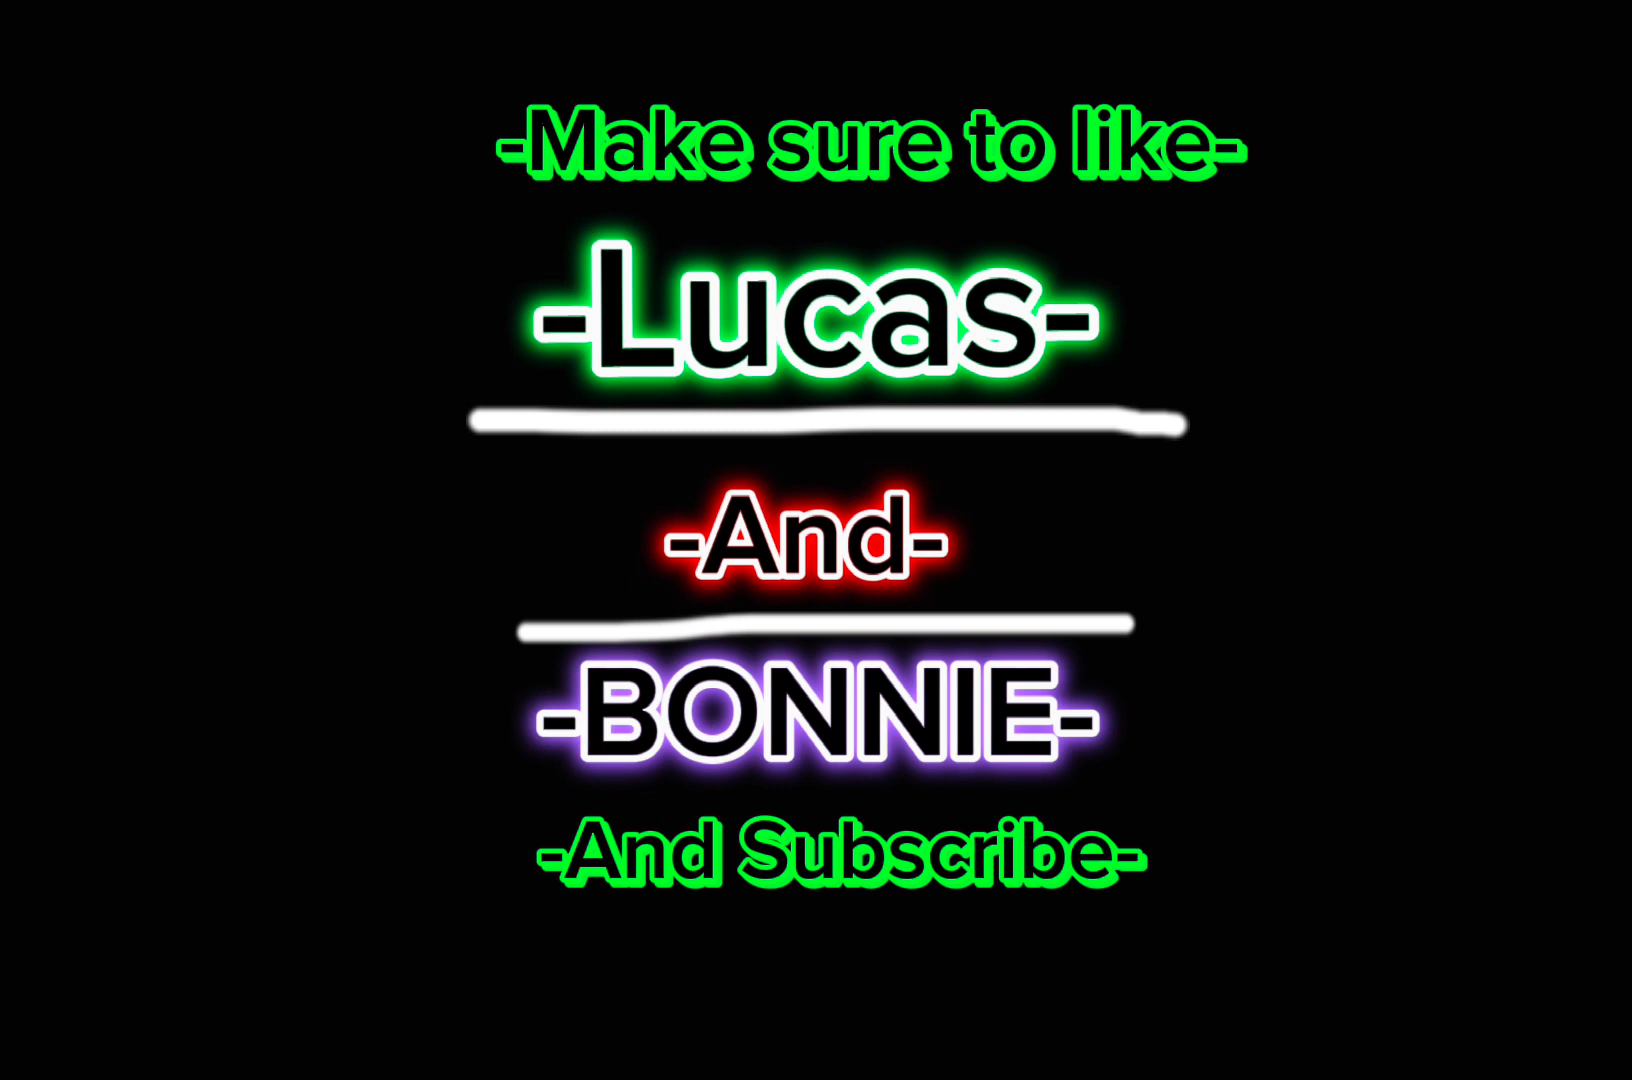 -Make sure to like-
-Lucas-
-And-
-BONNIE-
-And Subscribe-